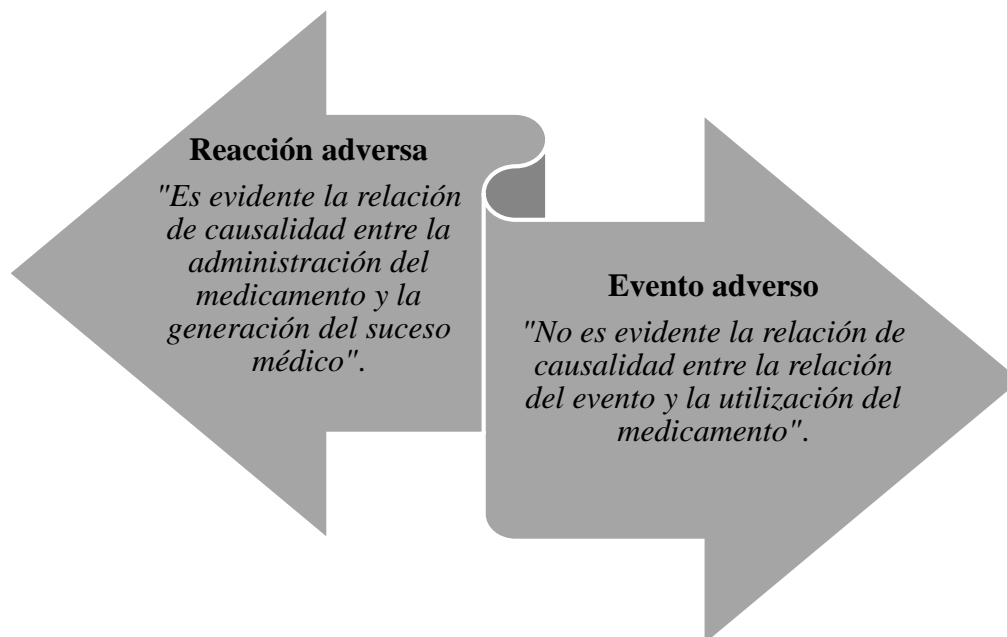 Reacción adversa
"Es evidente la relación
de causalidad entre la
administración del
medicamento y la
generación del suceso
médico".
Evento adverso
"No es evidente la relación de
causalidad entre la relación
del evento y la utilización del
medicamento".